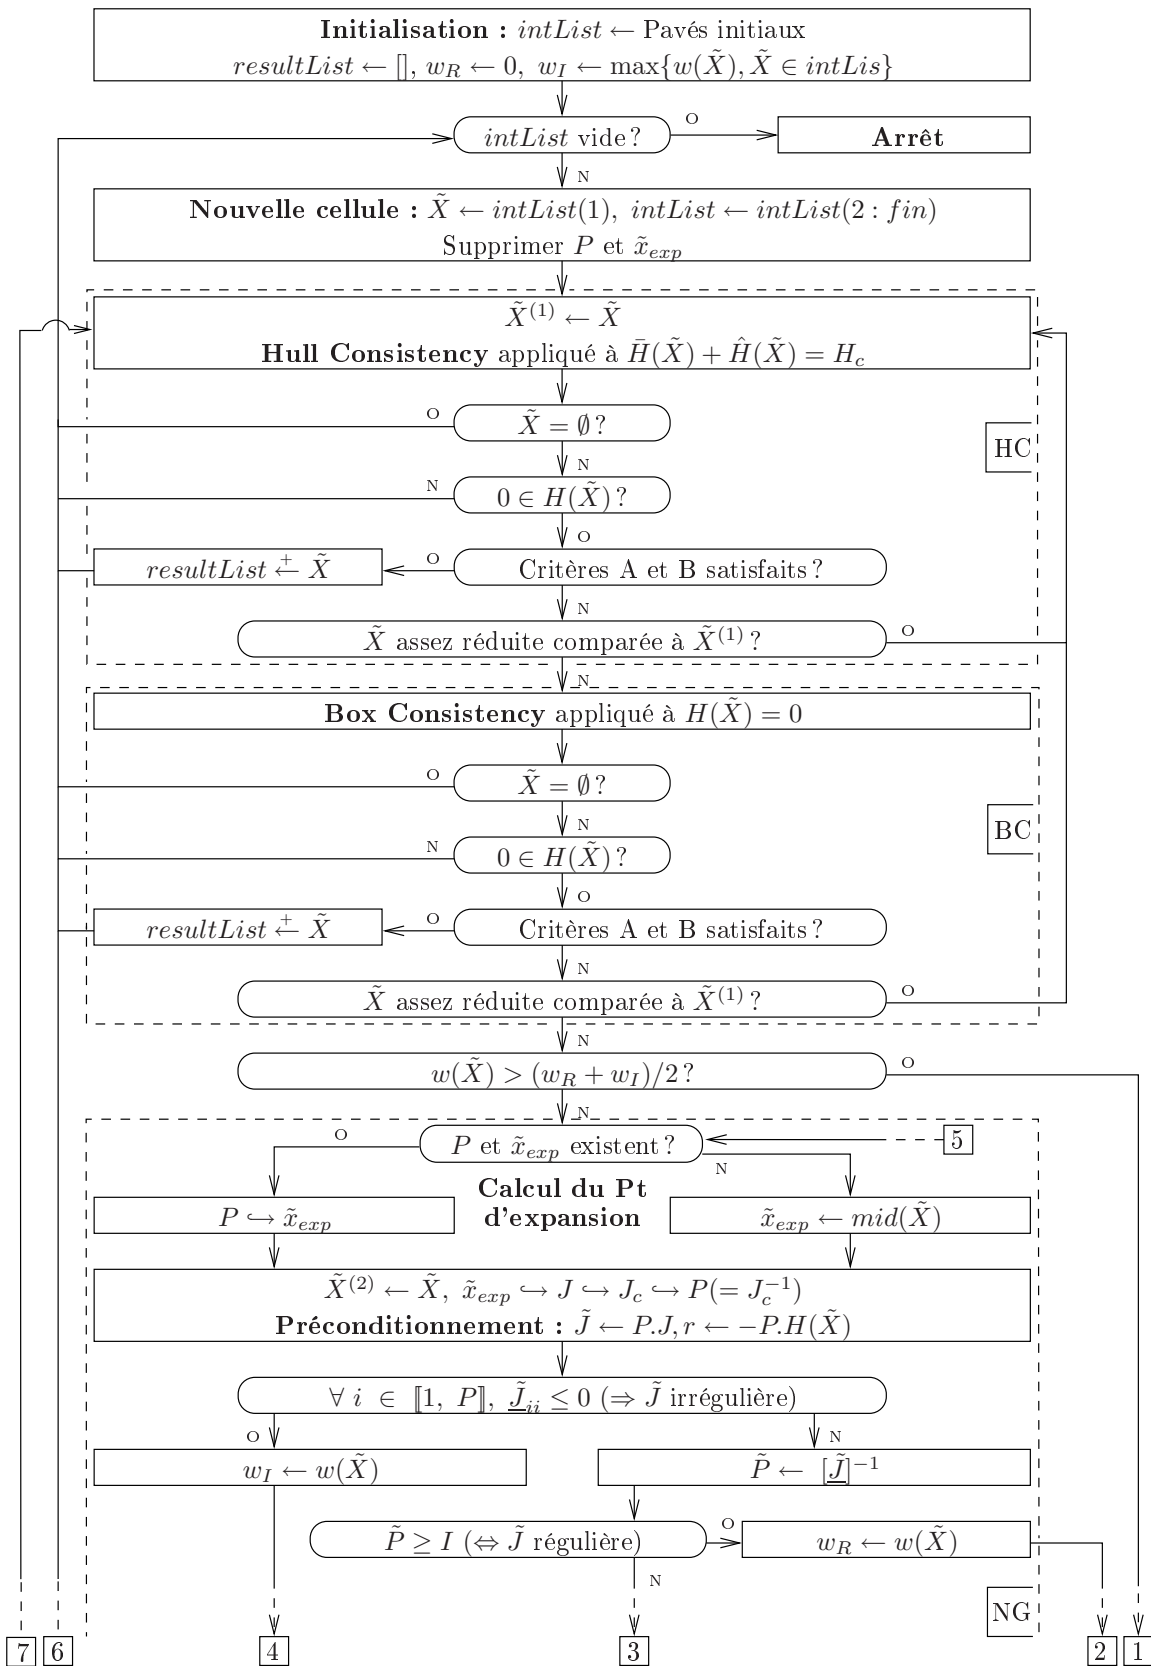 Initialisation : intList ← Pavés initiaux
resultList ← [], w_R ← 0, w_I ← max{w(X̃), X̃ ∈ intLis}
intList vide ?
O
Arrêt
N
Nouvelle cellule : X̃ ← intList(1), intList ← intList(2 : fin)
Supprimer P et x̃_exp
X̃^(1) ← X̃
Hull Consistency appliqué à H̄(X̃) + Ĥ(X̃) = H_c
O
X̃ = ∅ ?
HC
N
N
0 ∈ H(X̃) ?
O
resultList ←⁺ X̃
O
Critères A et B satisfaits ?
N
X̃ assez réduite comparée à X̃^(1) ?
O
N
Box Consistency appliqué à H(X̃) = 0
O
X̃ = ∅ ?
N
BC
N
0 ∈ H(X̃) ?
O
resultList ←⁺ X̃
O
Critères A et B satisfaits ?
N
X̃ assez réduite comparée à X̃^(1) ?
O
N
w(X̃) > (w_R + w_I)/2 ?
O
N
O
P et x̃_exp existent ?
5
N
Calcul du Pt
d'expansion
P ↪ x̃_exp
x̃_exp ← mid(X̃)
X̃^(2) ← X̃, x̃_exp ↪ J ↪ J_c ↪ P(= J_c^{-1})
Préconditionnement : J̃ ← P.J, r ← −P.H(X̃)
∀ i ∈ ⟦1, P⟧, J̲̃_ii ≤ 0 (⇒ J̃ irrégulière)
O
N
w_I ← w(X̃)
P̃ ← [J̲̃]^{-1}
P̃ ≥ I (⇔ J̃ régulière)
O
w_R ← w(X̃)
N
NG
7
6
4
3
2
1